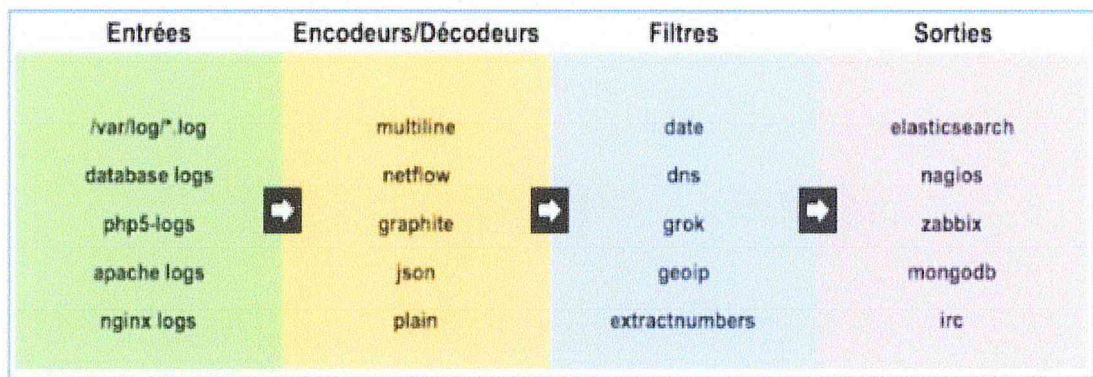 Entrées Encodeurs/Décodeurs Filtres Sorties
/var/log/*.log multiline date elasticsearch
database logs netflow dns nagios
php5-logs graphite grok zabbix
apache logs json geoip mongodb
nginx logs plain extractnumbers irc